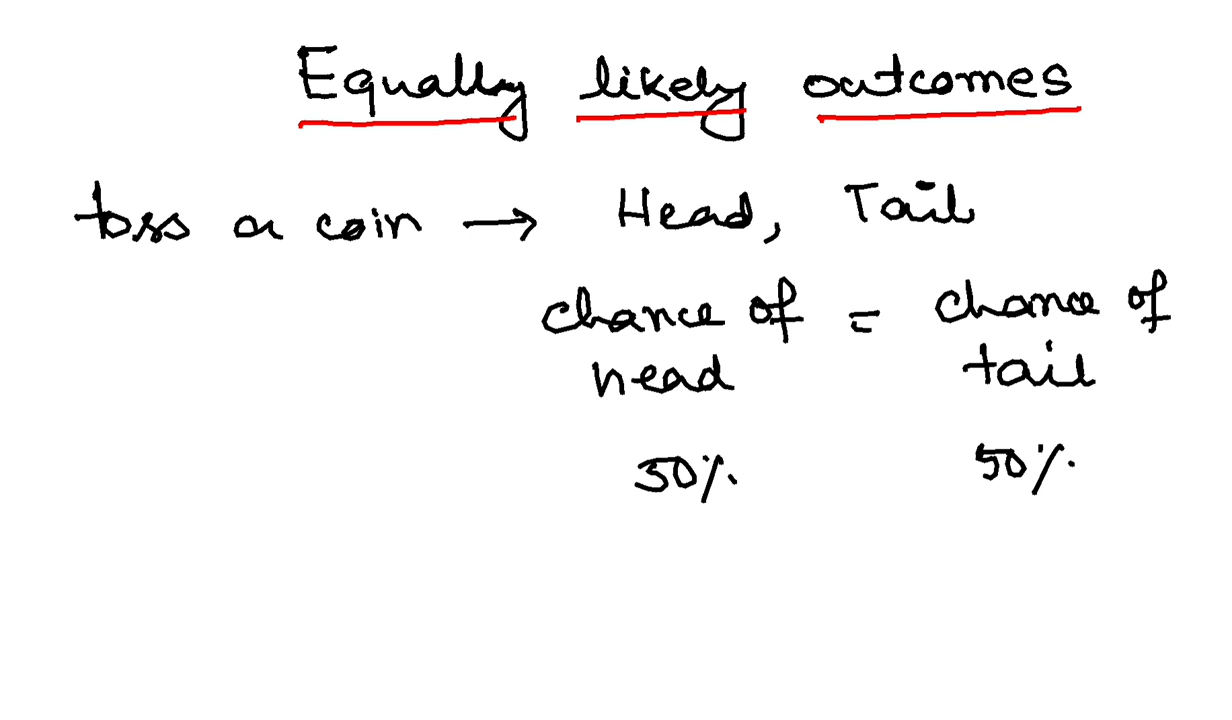 Equally likely outcomes
toss a coin → Head, Tail
chance of head = chance of tail
50% 50%